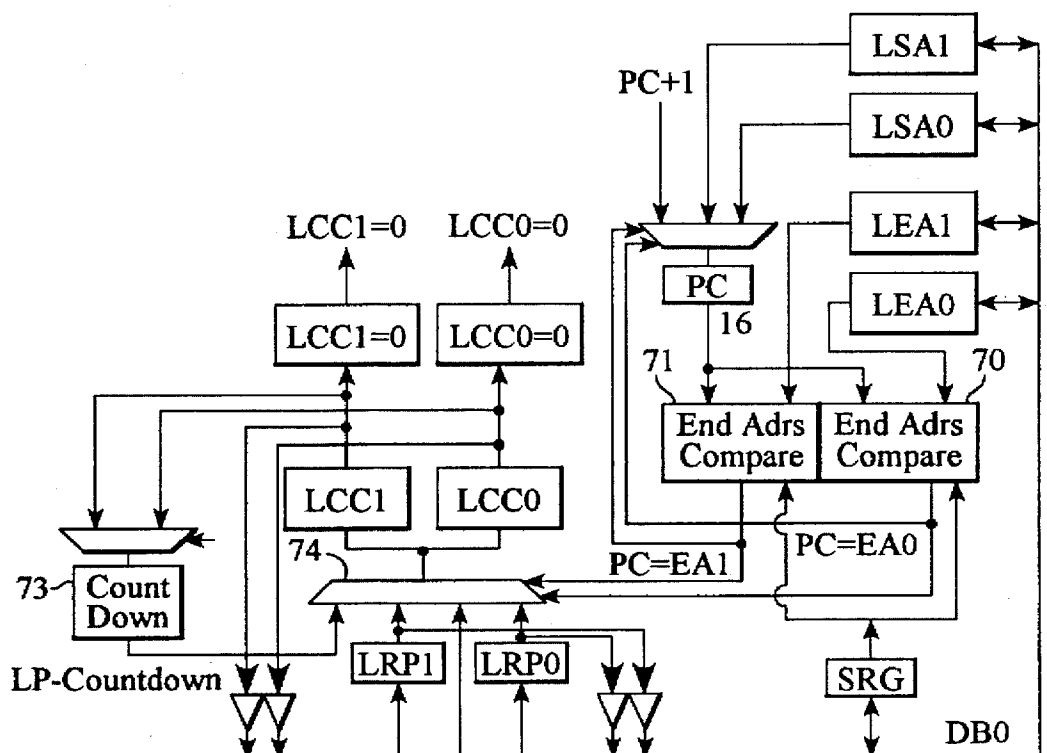 LSA1
PC+1
LSA0
LEA1
LCC1=0
LCC0=0
PC
LEA0
16
LCC1=0
LCC0=0
71
70
End Adrs
Compare
End Adrs
Compare
LCC1
LCC0
74
PC=EA1
PC=EA0
73
Count
Down
LRP1
LRP0
LP-Countdown
SRG
DB0